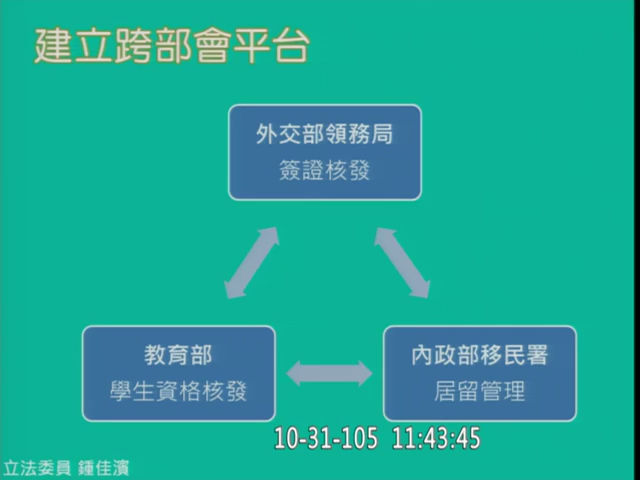 建立跨部會平台
外交部領務局
簽證核發
教育部
學生資格核發
內政部移民署
居留管理
10-31-105 11:43:45
立法委員 鍾佳濱